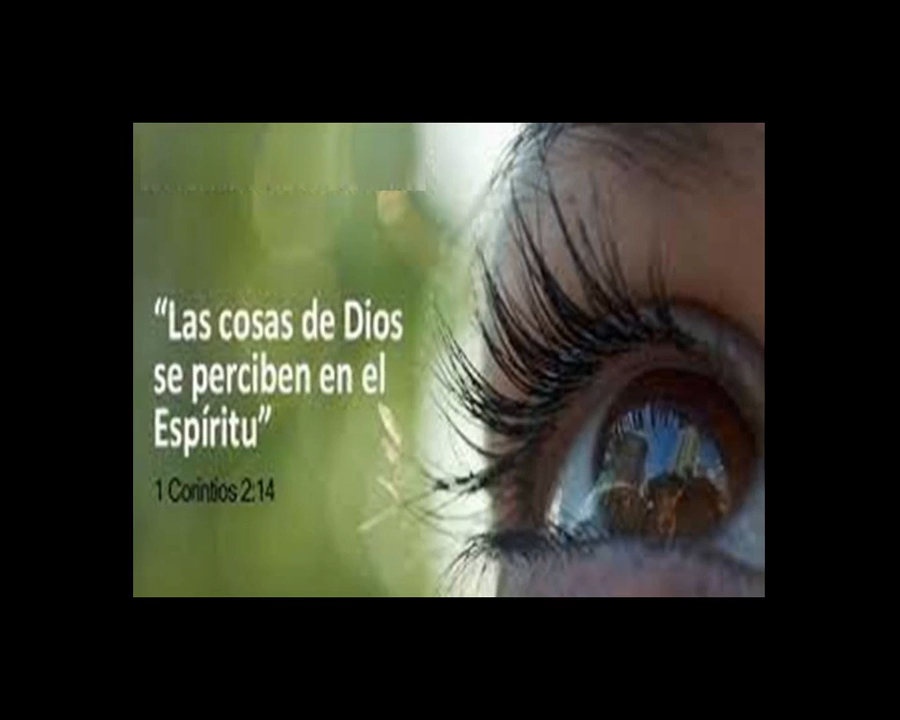 “Las cosas de Dios
se perciben en el
Espíritu”
1 Corintios 2:14